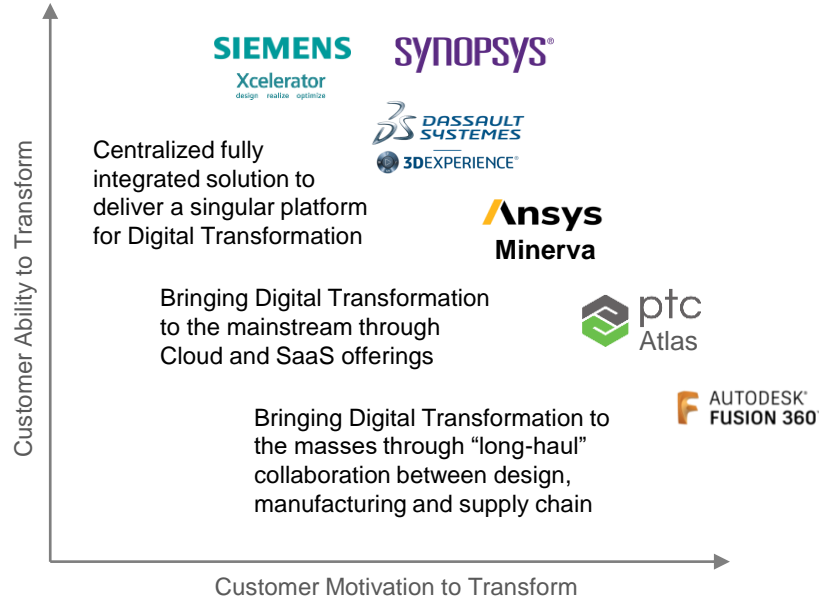 SIEMENS
Xcelerator
design realize optimize
SYNOPSYS®
DASSAULT
SYSTEMES
3DEXPERIENCE®
Centralized fully
integrated solution to
deliver a singular platform
for Digital Transformation
Ansys
Minerva
Bringing Digital Transformation
to the mainstream through
Cloud and SaaS offerings
ptc
Atlas
AUTODESK®
FUSION 360™
Bringing Digital Transformation to
the masses through “long-haul”
collaboration between design,
manufacturing and supply chain
Customer Ability to Transform
Customer Motivation to Transform